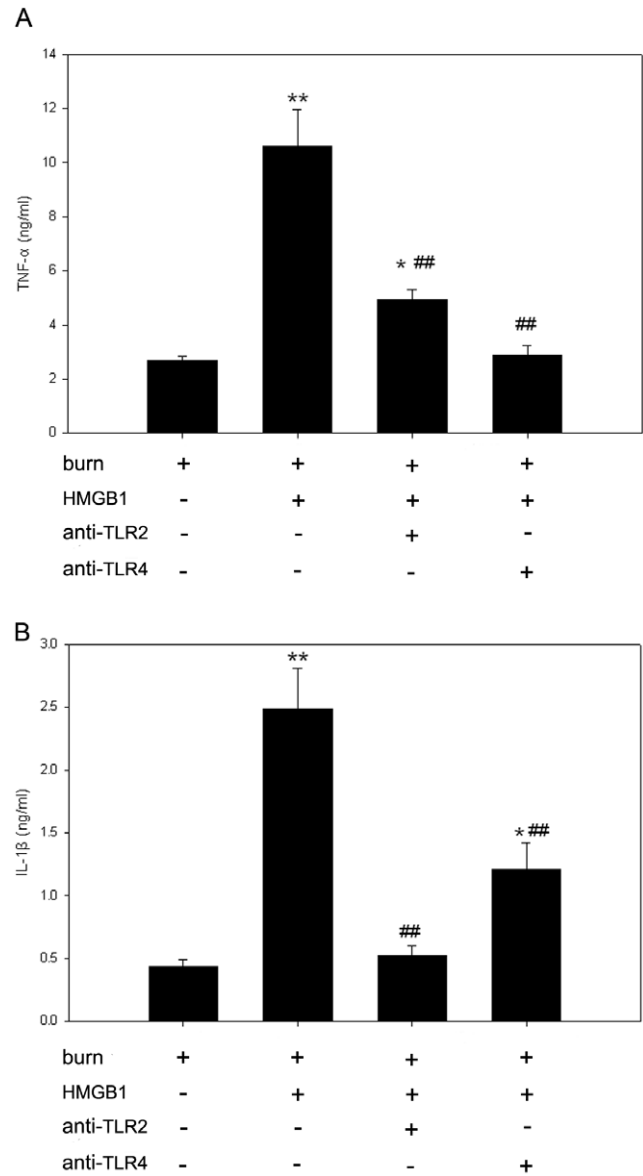 A
14
**
12
10
TNF-α (ng/ml)
8
6
* ##
4
##
2
0
burn + + + +
HMGB1 - + + +
anti-TLR2 - - + -
anti-TLR4 - - - +
B
3.0
**
2.5
2.0
IL-1β (ng/ml)
1.5
* ##
1.0
##
0.5
0.0
burn + + + +
HMGB1 - + + +
anti-TLR2 - - + -
anti-TLR4 - - - +